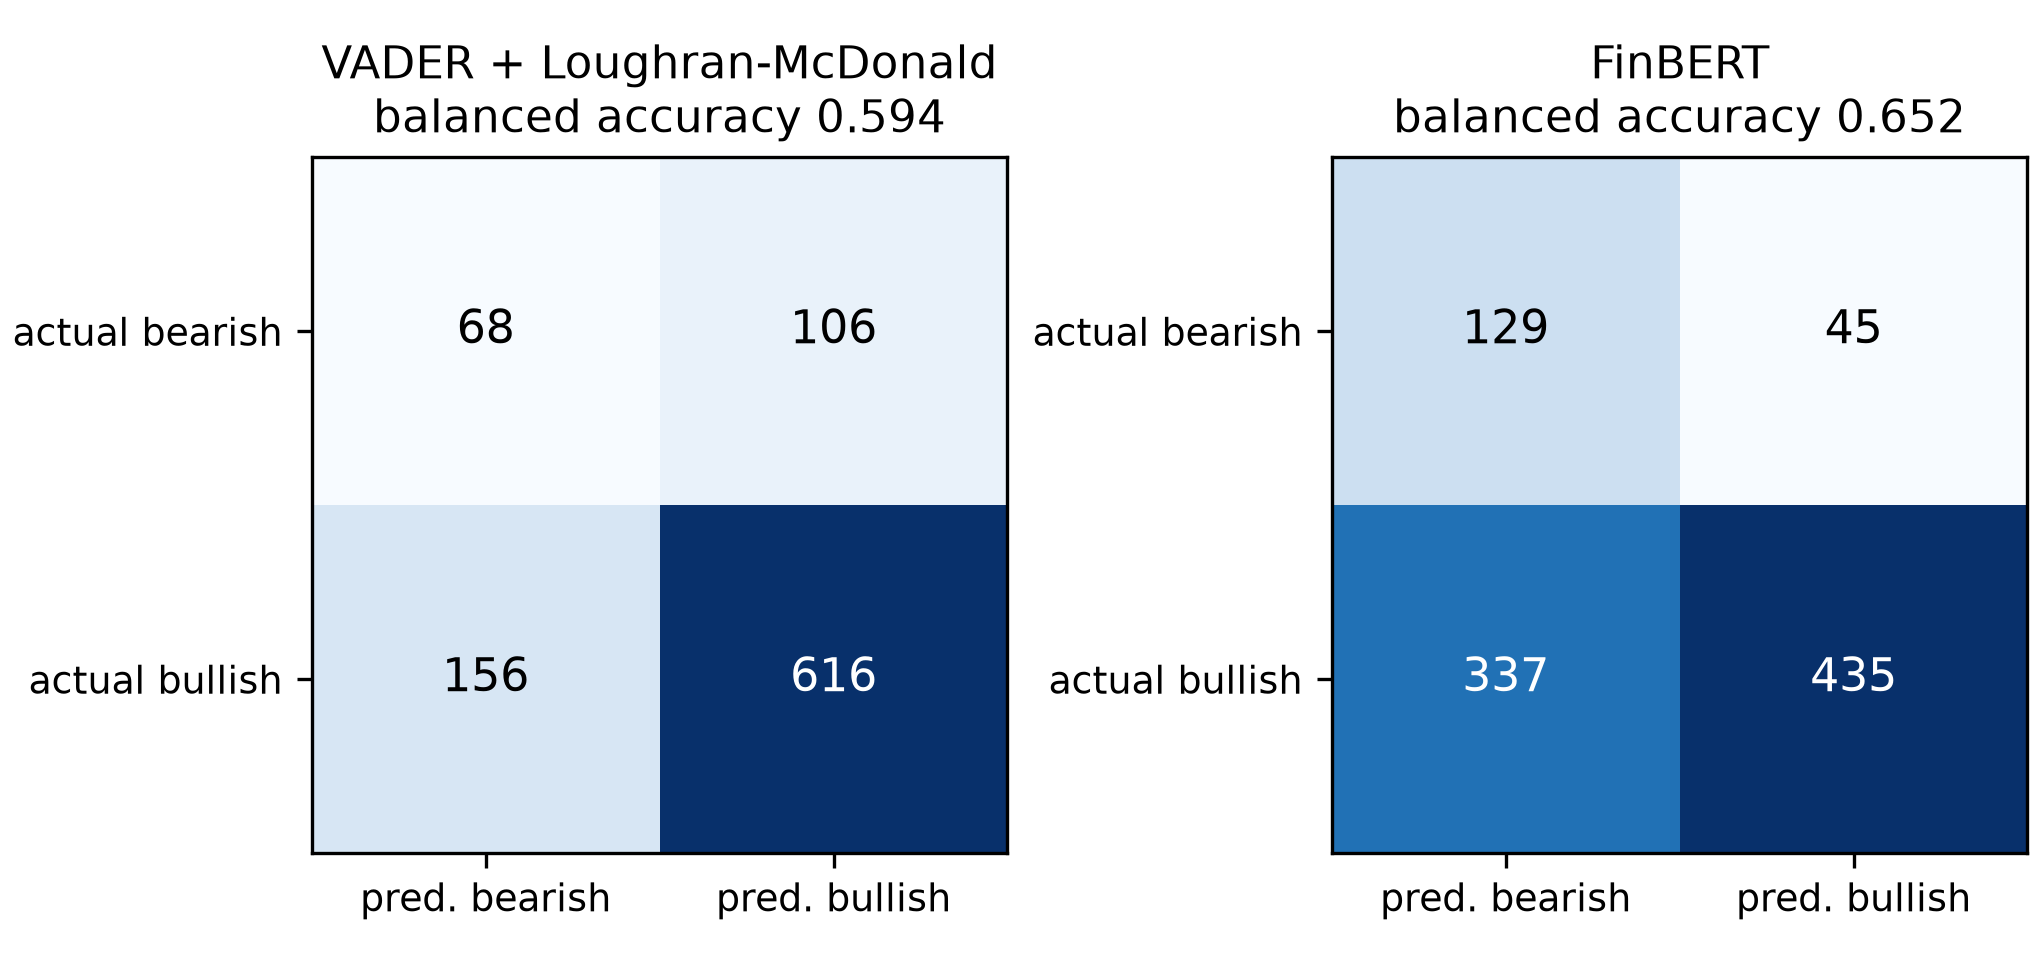 VADER + Loughran-McDonald
balanced accuracy 0.594
actual bearish
68
106
actual bullish
156
616
pred. bearish
pred. bullish
FinBERT
balanced accuracy 0.652
actual bearish
129
45
actual bullish
337
435
pred. bearish
pred. bullish